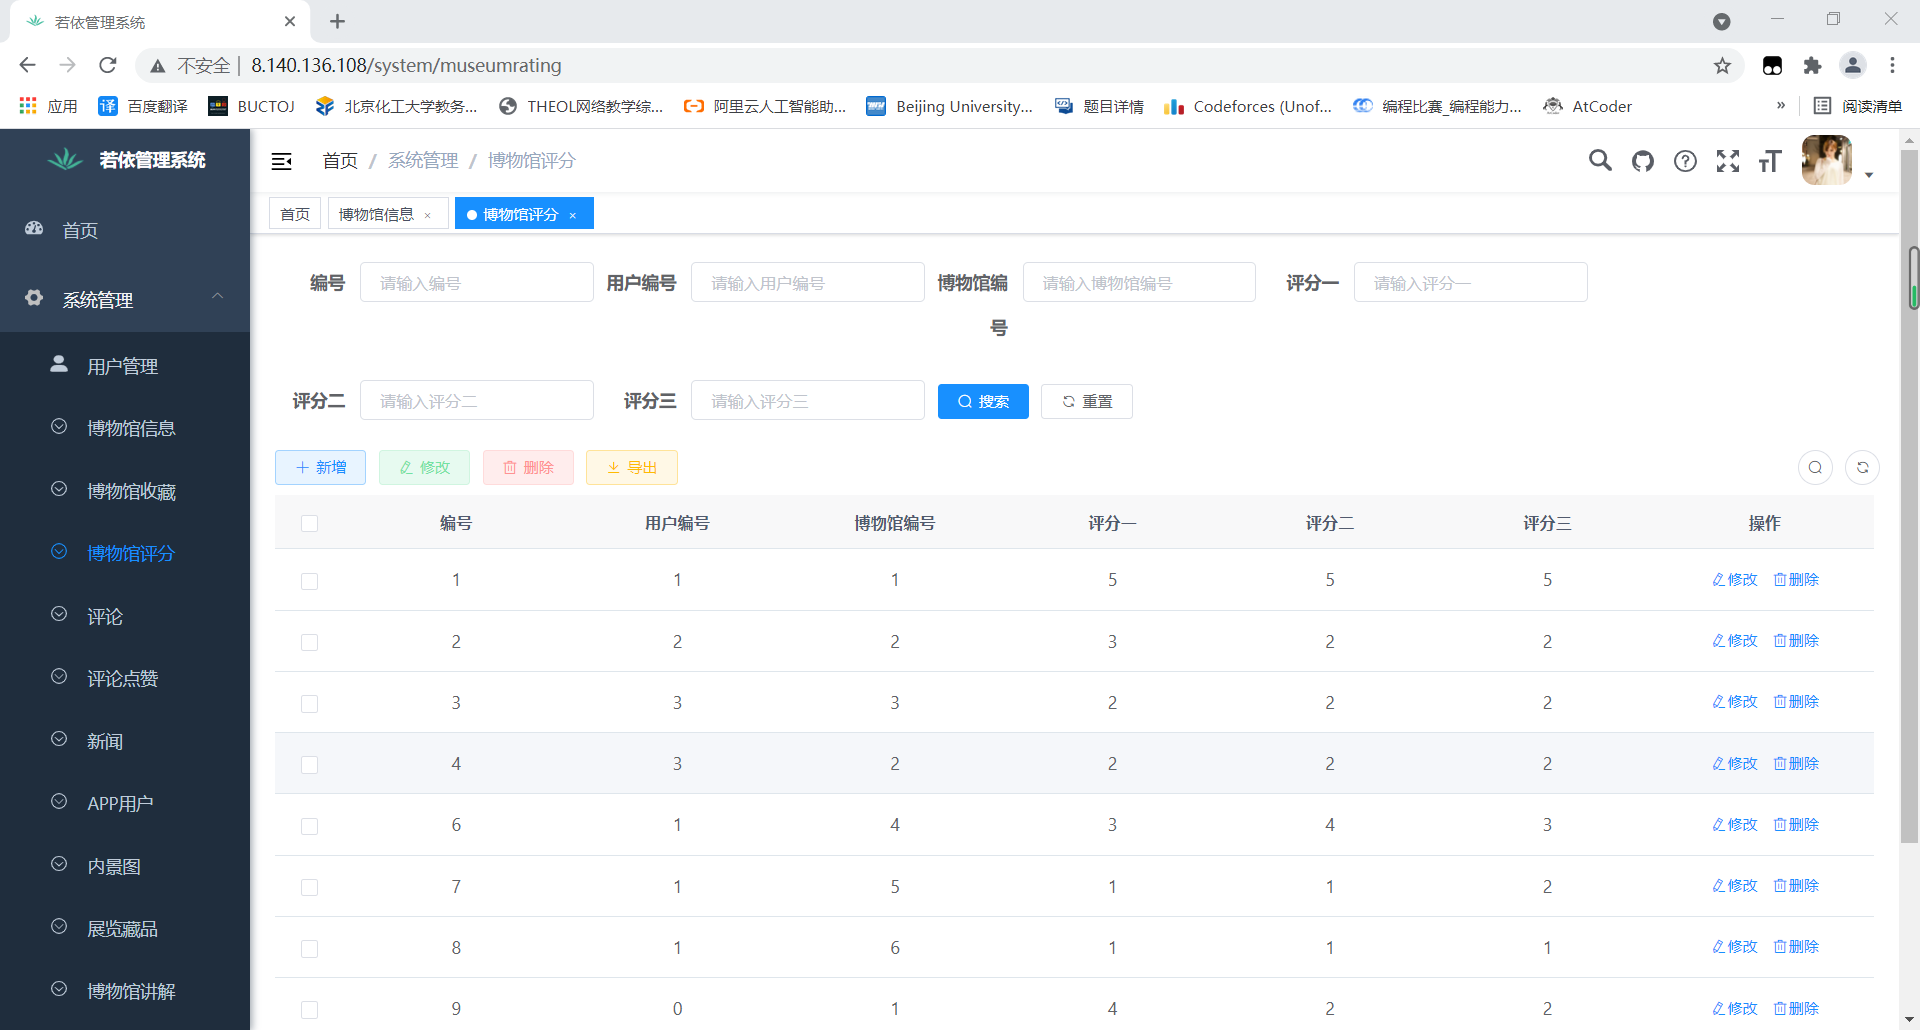 若依管理系统
不安全 | 8.140.136.108/system/museumrating
应用 百度翻译 BUCTOJ 北京化工大学教务... THEOL网络教学综... 阿里云人工智能助... Beijing University... 题目详情 Codeforces (Unof... 编程比赛_编程能力... AtCoder » 阅读清单
若依管理系统
首页 / 系统管理 / 博物馆评分
首页 博物馆信息 × 博物馆评分 ×
首页
系统管理
用户管理
博物馆信息
博物馆收藏
博物馆评分
评论
评论点赞
新闻
APP用户
内景图
展览藏品
博物馆讲解
编号 请输入编号 用户编号 请输入用户编号 博物馆编号 请输入博物馆编号 评分一 请输入评分一
评分二 请输入评分二 评分三 请输入评分三 搜索 重置
新增 修改 删除 导出
编号 用户编号 博物馆编号 评分一 评分二 评分三 操作
1 1 1 5 5 5 修改 删除
2 2 2 3 2 2 修改 删除
3 3 3 2 2 2 修改 删除
4 3 2 2 2 2 修改 删除
6 1 4 3 4 3 修改 删除
7 1 5 1 1 2 修改 删除
8 1 6 1 1 1 修改 删除
9 0 1 4 2 2 修改 删除